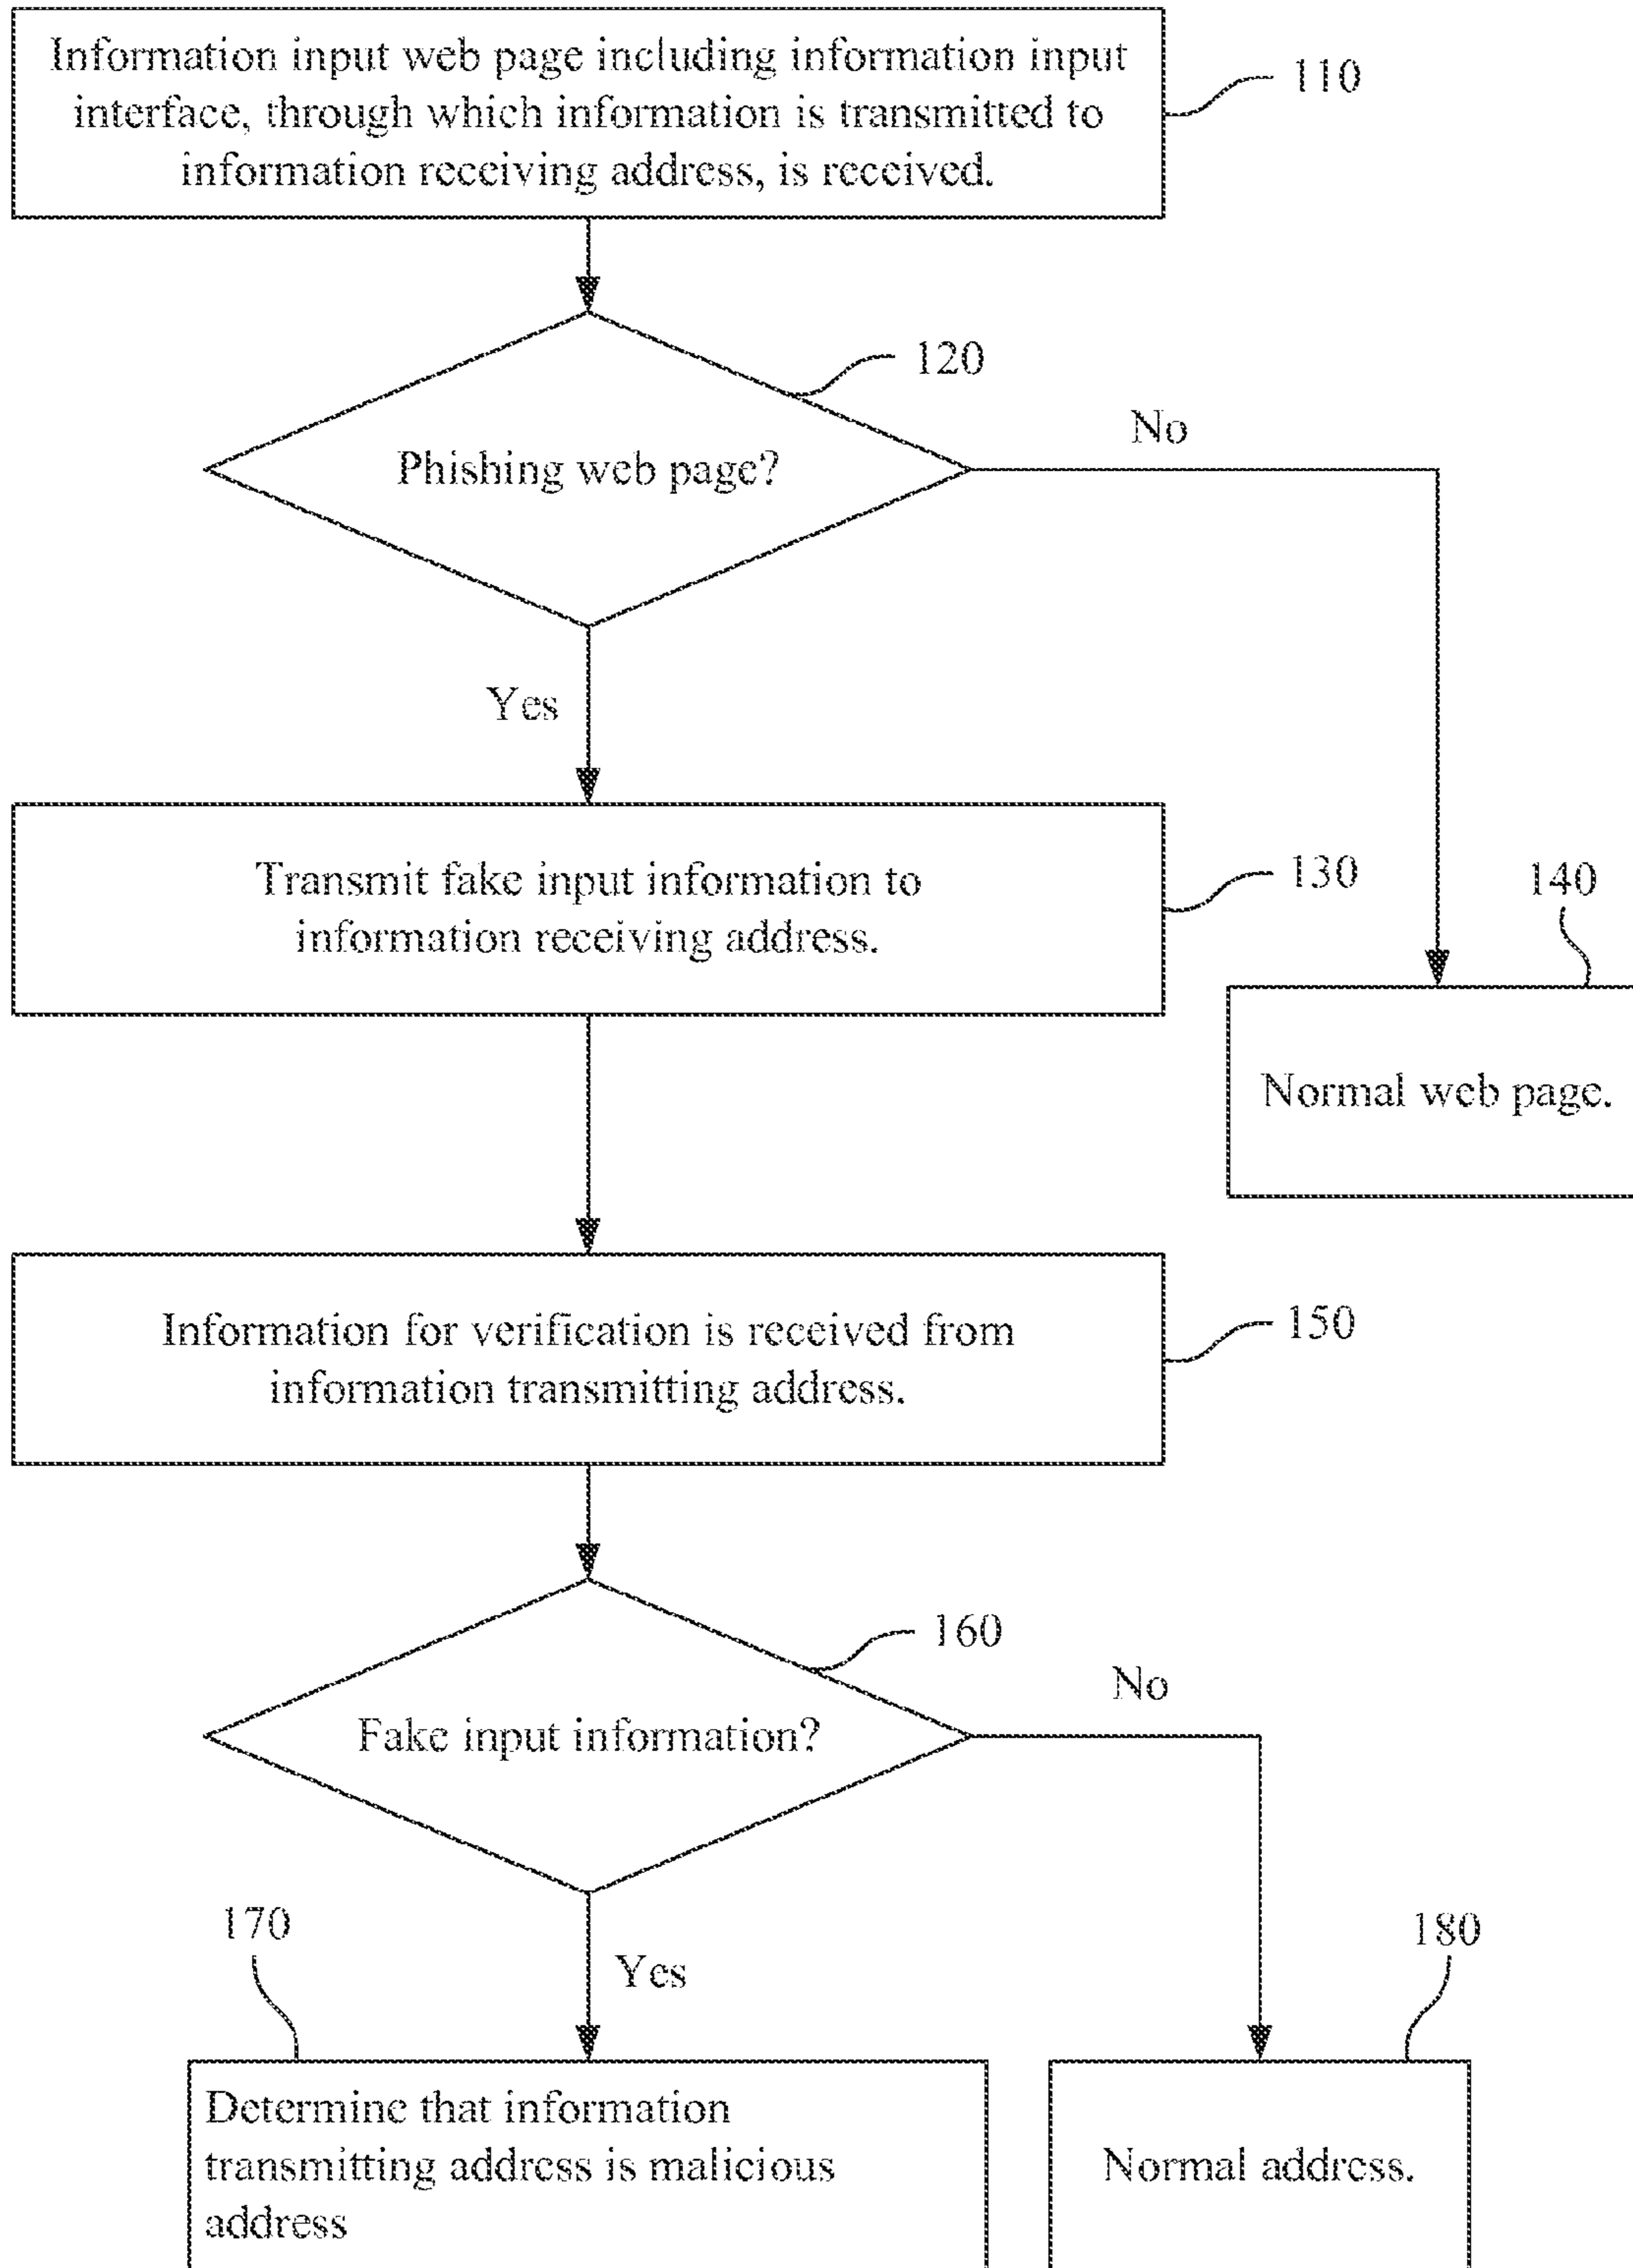 Information input web page including information input
interface, through which information is transmitted to
information receiving address, is received.
110
120
Phishing web page?
No
Yes
Transmit fake input information to
information receiving address.
130
140
Normal web page.
Information for verification is received from
information transmitting address.
150
160
Fake input information?
No
170
Yes
180
Determine that information
transmitting address is malicious
address
Normal address.